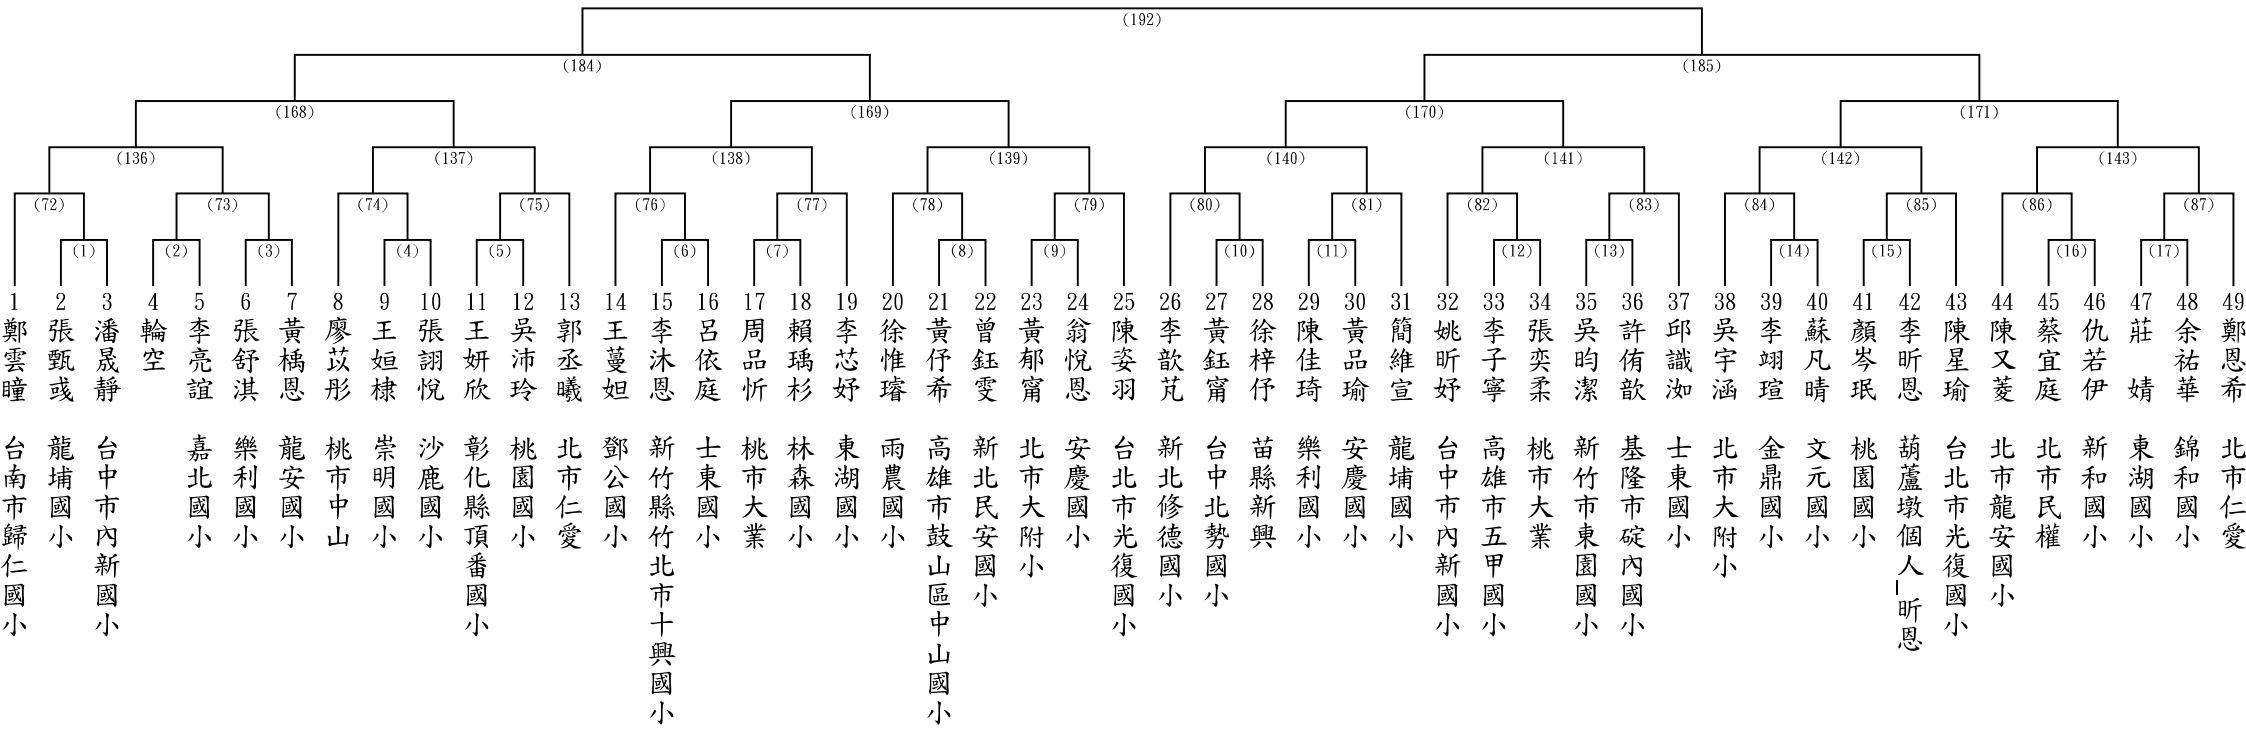 (192)
(184) (185)
(168) (169) (170) (171)
(136) (137) (138) (139) (140) (141) (142) (143)
(72) (73) (74) (75) (76) (77) (78) (79) (80) (81) (82) (83) (84) (85) (86) (87)
(1) (2) (3) (4) (5) (6) (7) (8) (9) (10) (11) (12) (13) (14) (15) (16) (17)
1 鄭雲瞳 台南市歸仁國小
2 張甄彧 龍埔國小
3 潘晟靜 台中市內新國小
4 輪空
5 李亮誼 嘉北國小
6 張舒淇 樂利國小
7 黃楀恩 龍安國小
8 廖苡彤 桃市中山
9 王姮棣 崇明國小
10 張詡悅 沙鹿國小
11 王妍欣 彰化縣頂番國小
12 吳沛玲 桃園國小
13 郭丞曦 北市仁愛
14 王蔓妲 鄧公國小
15 李沐恩 新竹縣竹北市十興國小
16 呂依庭 士東國小
17 周品忻 桃市大業
18 賴瑀杉 林森國小
19 李芯妤 東湖國小
20 徐惟璿 雨農國小
21 黃伃希 高雄市鼓山區中山國小
22 曾鈺雯 新北民安國小
23 黃郁甯 北市大附小
24 翁悅恩 安慶國小
25 陳姿羽 台北市光復國小
26 李歆芃 新北修德國小
27 黃鈺甯 台中北勢國小
28 徐梓伃 苗縣新興
29 陳佳琦 樂利國小
30 黃品瑜 安慶國小
31 簡維宣 龍埔國小
32 姚昕妤 台中市內新國小
33 李子寧 高雄市五甲國小
34 張奕柔 桃市大業
35 吳昀潔 新竹市東園國小
36 許侑歆 基隆市碇內國小
37 邱識洳 士東國小
38 吳宇涵 北市大附小
39 李翊瑄 金鼎國小
40 蘇凡晴 文元國小
41 顏岑珉 桃園國小
42 李昕恩 葫蘆墩個人_昕恩
43 陳星瑜 台北市光復國小
44 陳又菱 北市龍安國小
45 蔡宜庭 北市民權
46 仇若伊 新和國小
47 莊 婧 東湖國小
48 余祐華 錦和國小
49 鄭恩希 北市仁愛